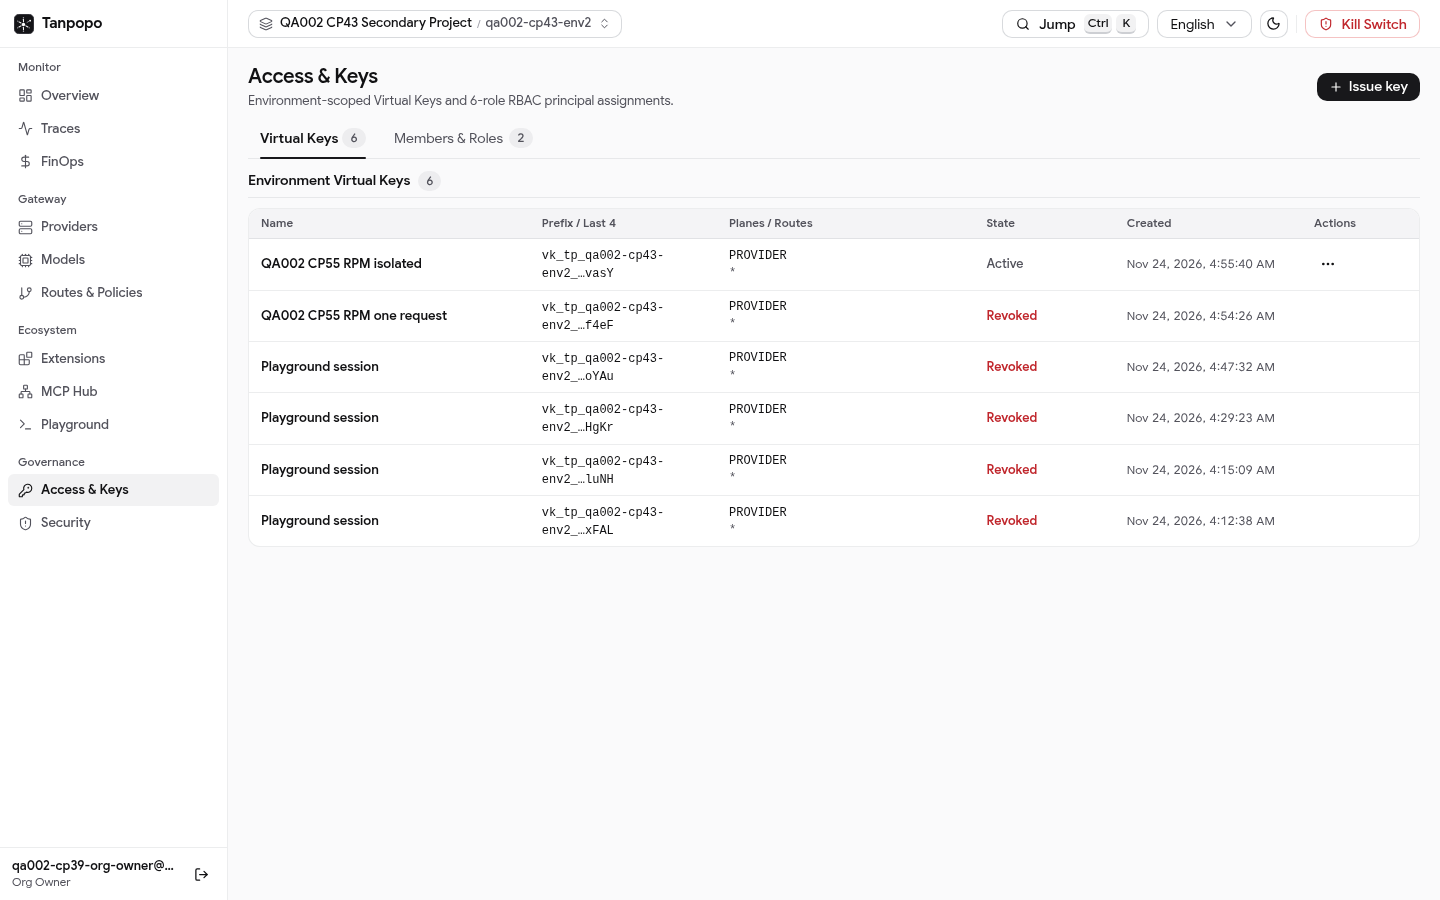 Tanpopo
QA002 CP43 Secondary Project / qa002-cp43-env2
Jump Ctrl K
English
Kill Switch
Monitor
Overview
Traces
FinOps
Gateway
Providers
Models
Routes & Policies
Ecosystem
Extensions
MCP Hub
Playground
Governance
Access & Keys
Security
qa002-cp39-org-owner@...
Org Owner
Access & Keys
Environment-scoped Virtual Keys and 6-role RBAC principal assignments.
Issue key
Virtual Keys 6 Members & Roles 2
Environment Virtual Keys 6
Name Prefix / Last 4 Planes / Routes State Created Actions
QA002 CP55 RPM isolated vk_tp_qa002-cp43- PROVIDER Active Nov 24, 2026, 4:55:40 AM
env2_…vasY *
QA002 CP55 RPM one request vk_tp_qa002-cp43- PROVIDER Revoked Nov 24, 2026, 4:54:26 AM
env2_…f4eF *
Playground session vk_tp_qa002-cp43- PROVIDER Revoked Nov 24, 2026, 4:47:32 AM
env2_…oYAu *
Playground session vk_tp_qa002-cp43- PROVIDER Revoked Nov 24, 2026, 4:29:23 AM
env2_…HgKr *
Playground session vk_tp_qa002-cp43- PROVIDER Revoked Nov 24, 2026, 4:15:09 AM
env2_…luNH *
Playground session vk_tp_qa002-cp43- PROVIDER Revoked Nov 24, 2026, 4:12:38 AM
env2_…xFAL *